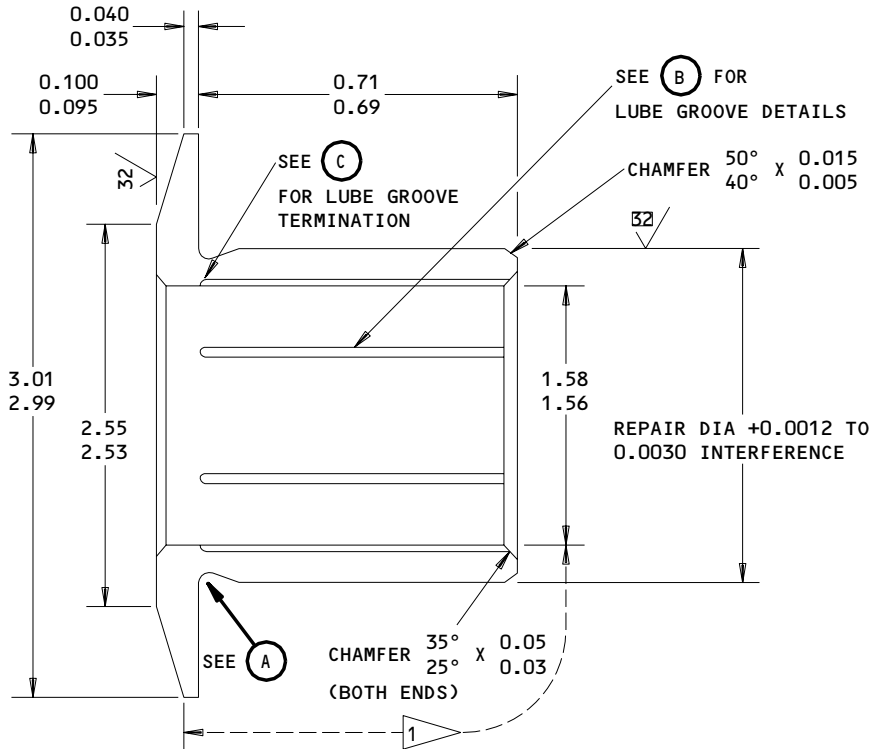 0.040
0.035
0.100
0.095
0.71
0.69
SEE B FOR
LUBE GROOVE DETAILS
32
SEE C
FOR LUBE GROOVE
TERMINATION
CHAMFER 50° X 0.015
40° 0.005
32
3.01
2.99
2.55
2.53
1.58
1.56
REPAIR DIA +0.0012 TO
0.0030 INTERFERENCE
SEE A
CHAMFER 35° X 0.05
25° 0.03
(BOTH ENDS)
1